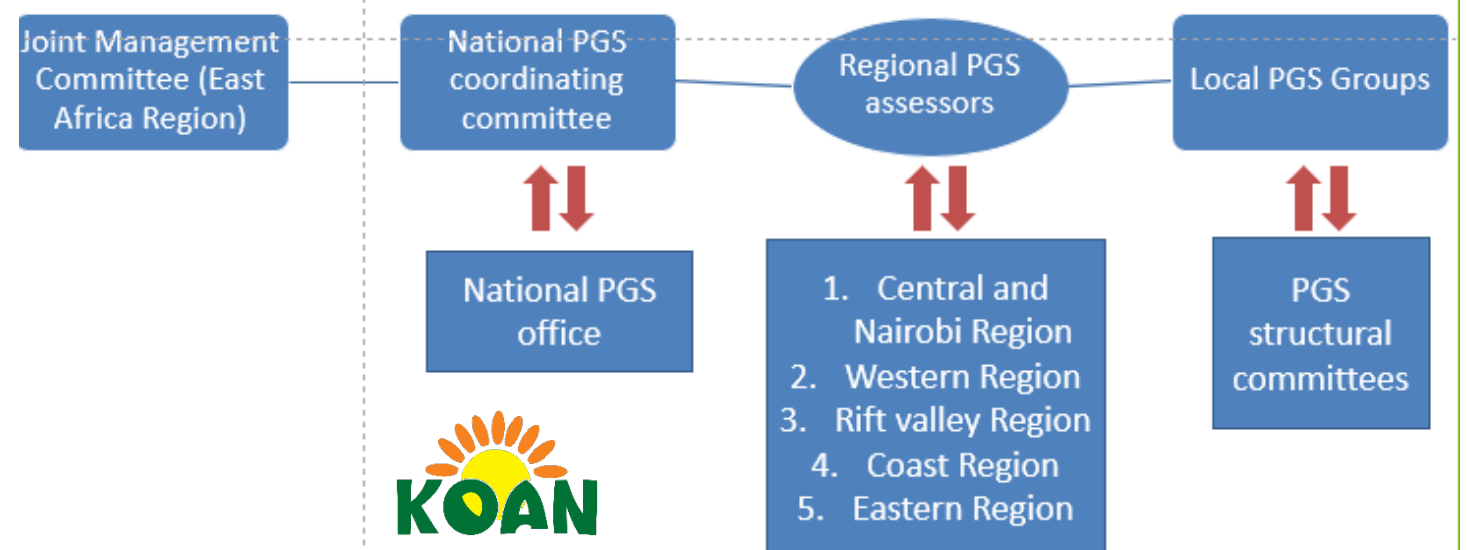 Joint Management
Committee (East
Africa Region)
National PGS
coordinating
committee
Regional PGS
assessors
Local PGS Groups
National PGS
office
1. Central and
Nairobi Region
2. Western Region
3. Rift valley Region
4. Coast Region
5. Eastern Region
PGS
structural
committees
KOAN